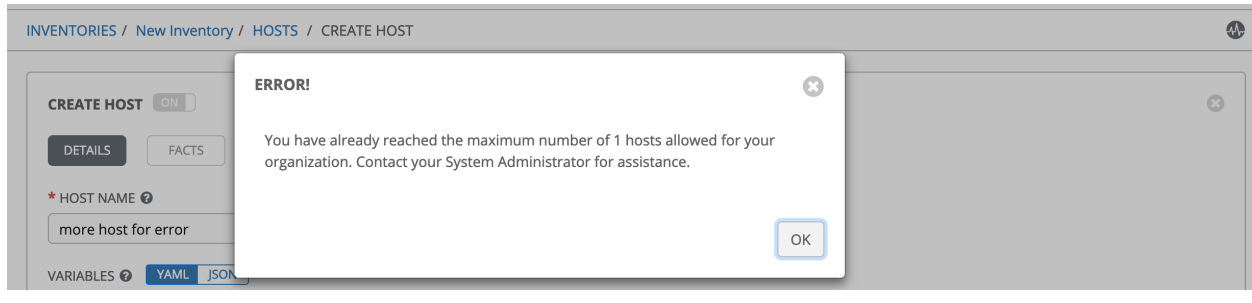 INVENTORIES / New Inventory / HOSTS / CREATE HOST
ERROR!
CREATE HOST ON
You have already reached the maximum number of 1 hosts allowed for your
organization. Contact your System Administrator for assistance.
DETAILS FACTS
* HOST NAME ?
more host for error
OK
VARIABLES ? YAML JSON